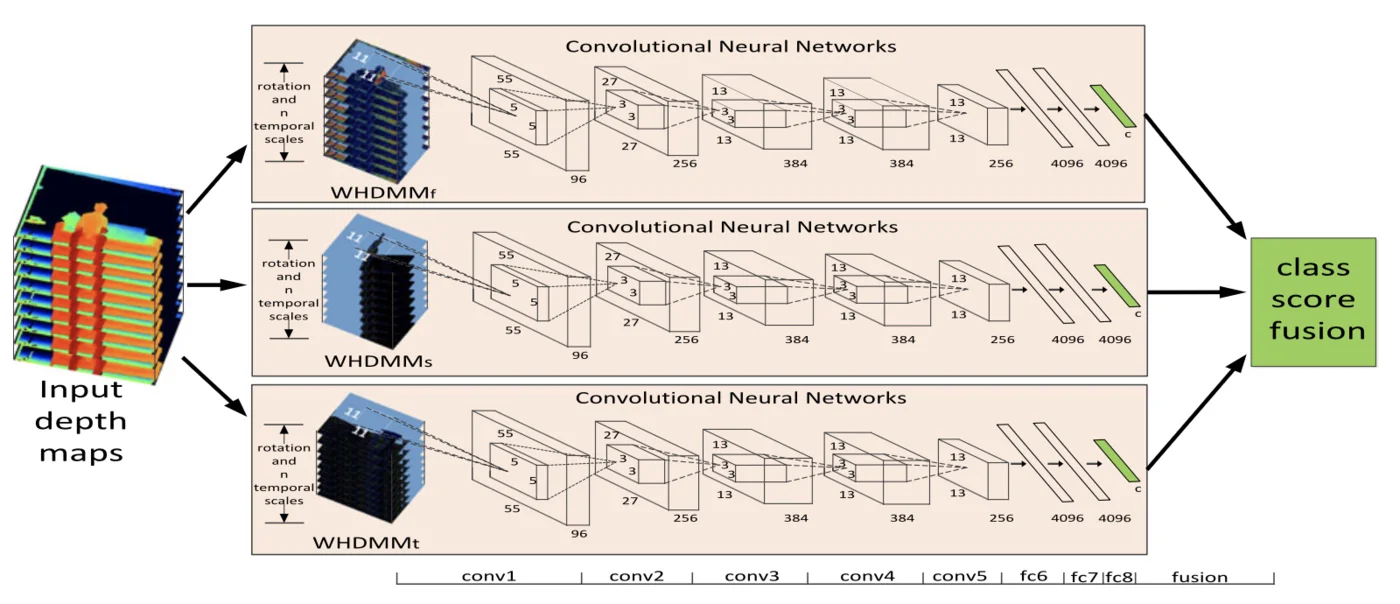 Input
depth
maps
Convolutional Neural Networks
rotation
and
n
temporal
scales
11
11
WHDMMf
55
5
5
55
96
27
3
3
27
256
13
3
3
13
384
13
3
3
13
384
13
13
256
4096
4096
c
Convolutional Neural Networks
rotation
and
n
temporal
scales
11
11
WHDMMs
55
5
5
55
96
27
3
3
27
256
13
3
3
13
384
13
3
3
13
384
13
13
256
4096
4096
c
Convolutional Neural Networks
rotation
and
n
temporal
scales
11
11
WHDMMt
55
5
5
55
96
27
3
3
27
256
13
3
3
13
384
13
3
3
13
384
13
13
256
4096
4096
c
class
score
fusion
conv1 conv2 conv3 conv4 conv5 fc6 fc7 fc8 fusion